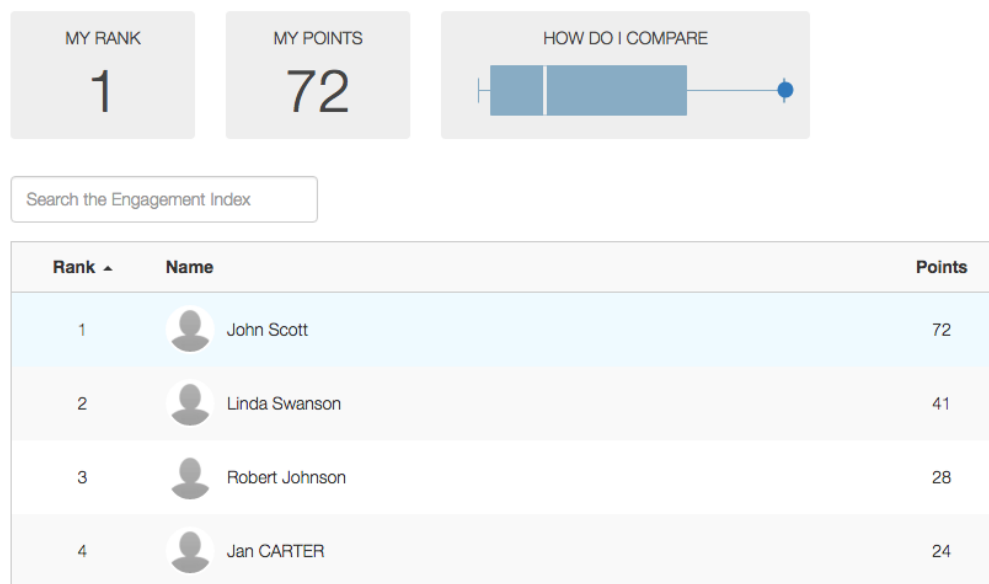 MY RANK
1
MY POINTS
72
HOW DO I COMPARE
Search the Engagement Index
Rank Name Points
1 John Scott 72
2 Linda Swanson 41
3 Robert Johnson 28
4 Jan CARTER 24